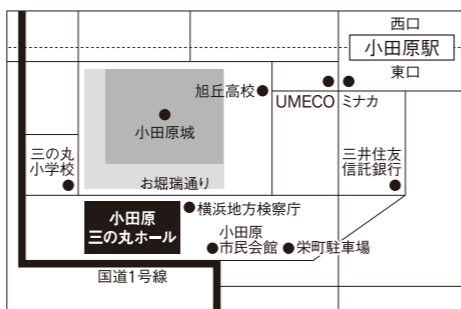 西口
小田原駅
東口
旭丘高校
UMECO
ミナカ
小田原城
三の丸
小学校
三井住友
信託銀行
お堀端通り
小田原
三の丸ホール
横浜地方検察庁
小田原
市民会館
栄町駐車場
国道1号線